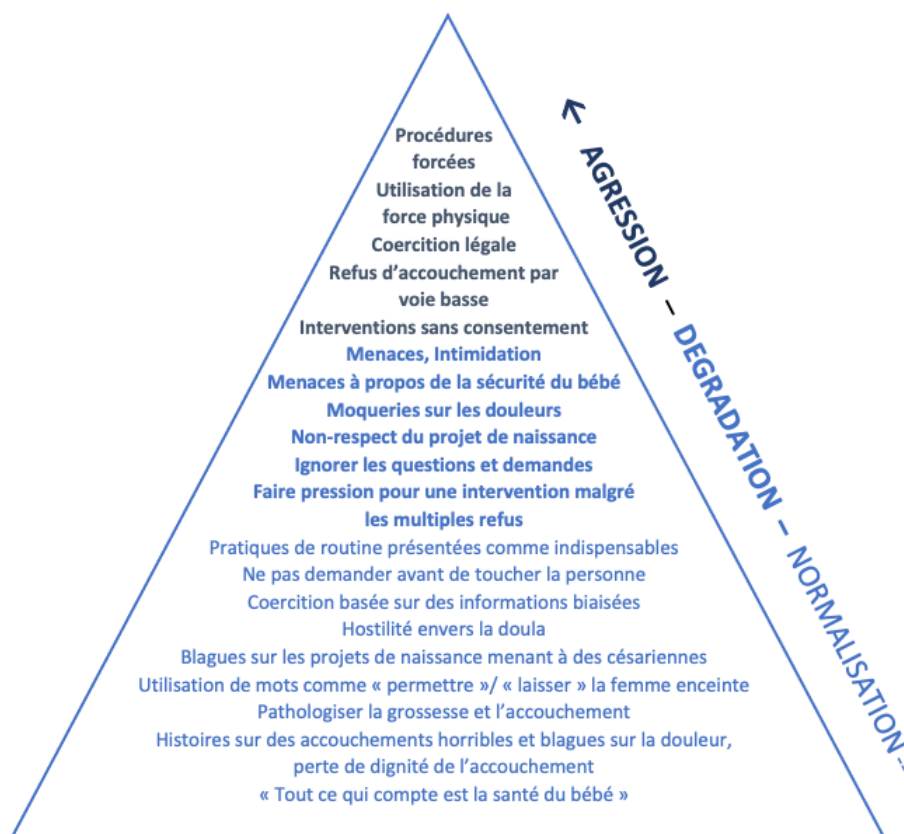 Procédures
forcées
Utilisation de la
force physique
Coercition légale
Refus d'accouchement par
voie basse
Interventions sans consentement
Menaces, Intimidation
Menaces à propos de la sécurité du bébé
Moqueries sur les douleurs
Non-respect du projet de naissance
Ignorer les questions et demandes
Faire pression pour une intervention malgré
les multiples refus
Pratiques de routine présentées comme indispensables
Ne pas demander avant de toucher la personne
Coercition basée sur des informations biaisées
Hostilité envers la doula
Blagues sur les projets de naissance menant à des césariennes
Utilisation de mots comme « permettre »/ « laisser » la femme enceinte
Pathologiser la grossesse et l'accouchement
Histoires sur des accouchements horribles et blagues sur la douleur,
perte de dignité de l'accouchement
« Tout ce qui compte est la santé du bébé »
← AGRESSION – DEGRADATION – NORMALISATION --